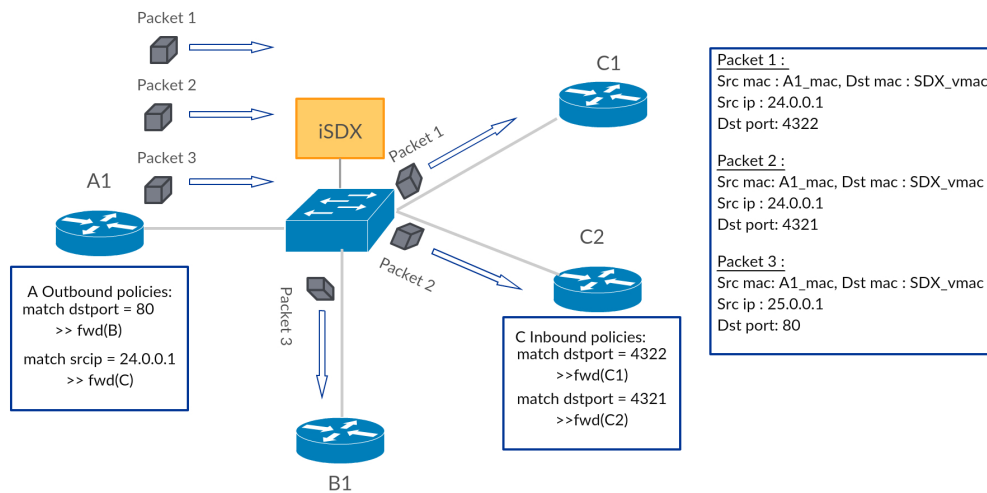 Packet 1
Packet 2
Packet 3
A1
iSDX
Packet 1
C1
Packet 2
C2
Packet 3
B1
A Outbound policies:
match dstport = 80
>> fwd(B)
match srcip = 24.0.0.1
>> fwd(C)
C Inbound policies:
match dstport = 4322
>>fwd(C1)
match dstport = 4321
>>fwd(C2)
Packet 1 :
Src mac : A1_mac, Dst mac : SDX_vmac
Src ip : 24.0.0.1
Dst port: 4322
Packet 2 :
Src mac: A1_mac, Dst mac : SDX_vmac
Src ip : 24.0.0.1
Dst port: 4321
Packet 3 :
Src mac: A1_mac, Dst mac : SDX_vmac
Src ip : 25.0.0.1
Dst port: 80